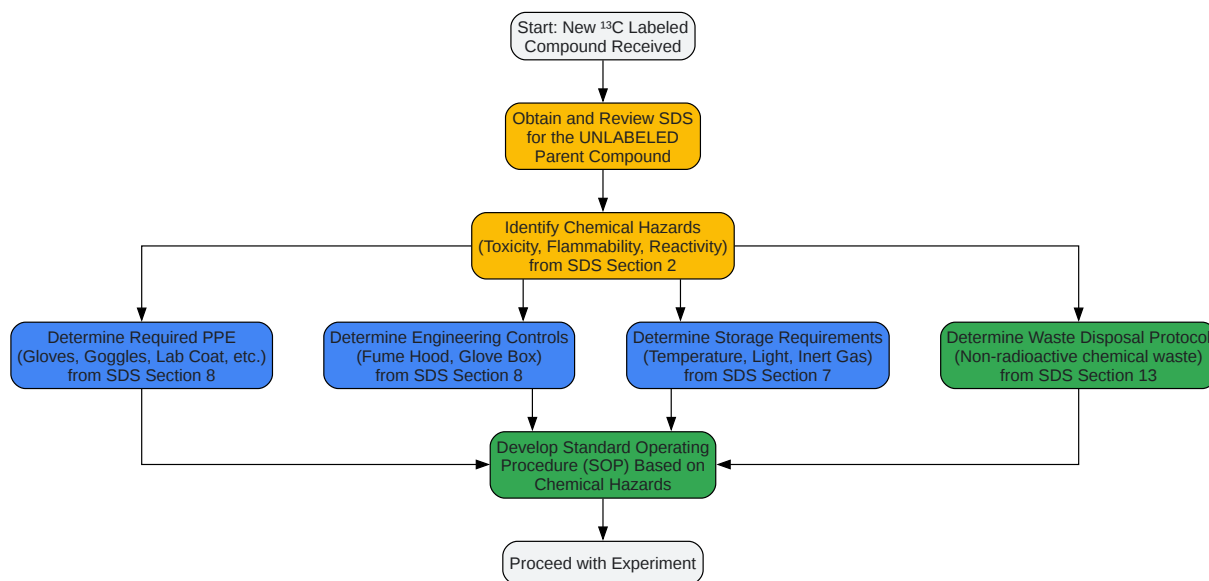 Start: New ¹³C Labeled
Compound Received
Obtain and Review SDS
for the UNLABELED
Parent Compound
Identify Chemical Hazards
(Toxicity, Flammability, Reactivity)
from SDS Section 2
Determine Required PPE
(Gloves, Goggles, Lab Coat, etc.)
from SDS Section 8
Determine Engineering Controls
(Fume Hood, Glove Box)
from SDS Section 8
Determine Storage Requirements
(Temperature, Light, Inert Gas)
from SDS Section 7
Determine Waste Disposal Protocol
(Non-radioactive chemical waste)
from SDS Section 13
Develop Standard Operating
Procedure (SOP) Based on
Chemical Hazards
Proceed with Experiment